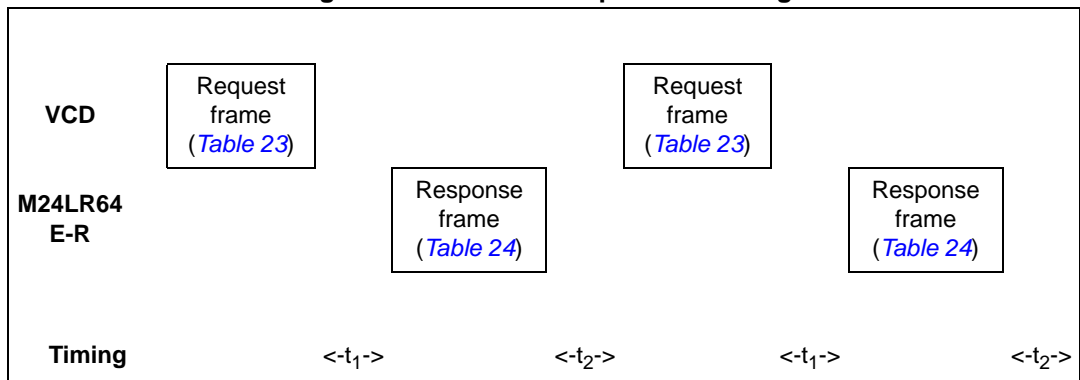 VCD
Request
frame
(Table 23)
Request
frame
(Table 23)
M24LR64
E-R
Response
frame
(Table 24)
Response
frame
(Table 24)
Timing <-t1-> <-t2-> <-t1-> <-t2->